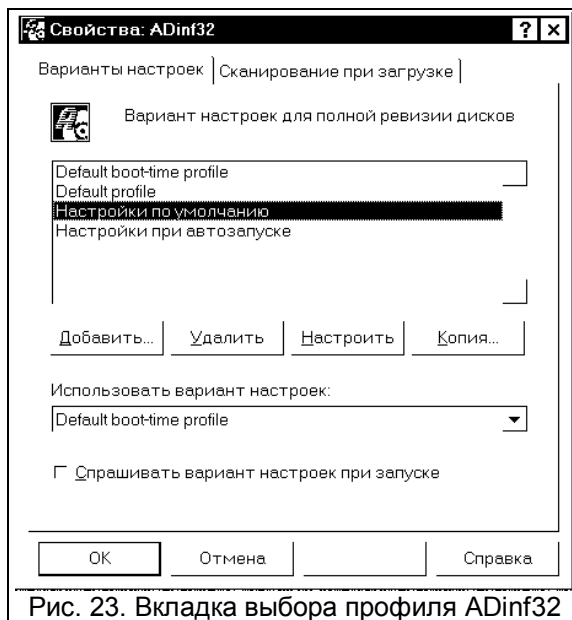 Свойства: ADinf32
Варианты настроек Сканирование при загрузке
Вариант настроек для полной ревизии дисков
Default boot-time profile
Default profile
Настройки по умолчанию
Настройки при автозапуске
Добавить... Удалить Настроить Копия...
Использовать вариант настроек:
Default boot-time profile
Спрашивать вариант настроек при запуске
OK Отмена Справка
Рис. 23. Вкладка выбора профиля ADinf32